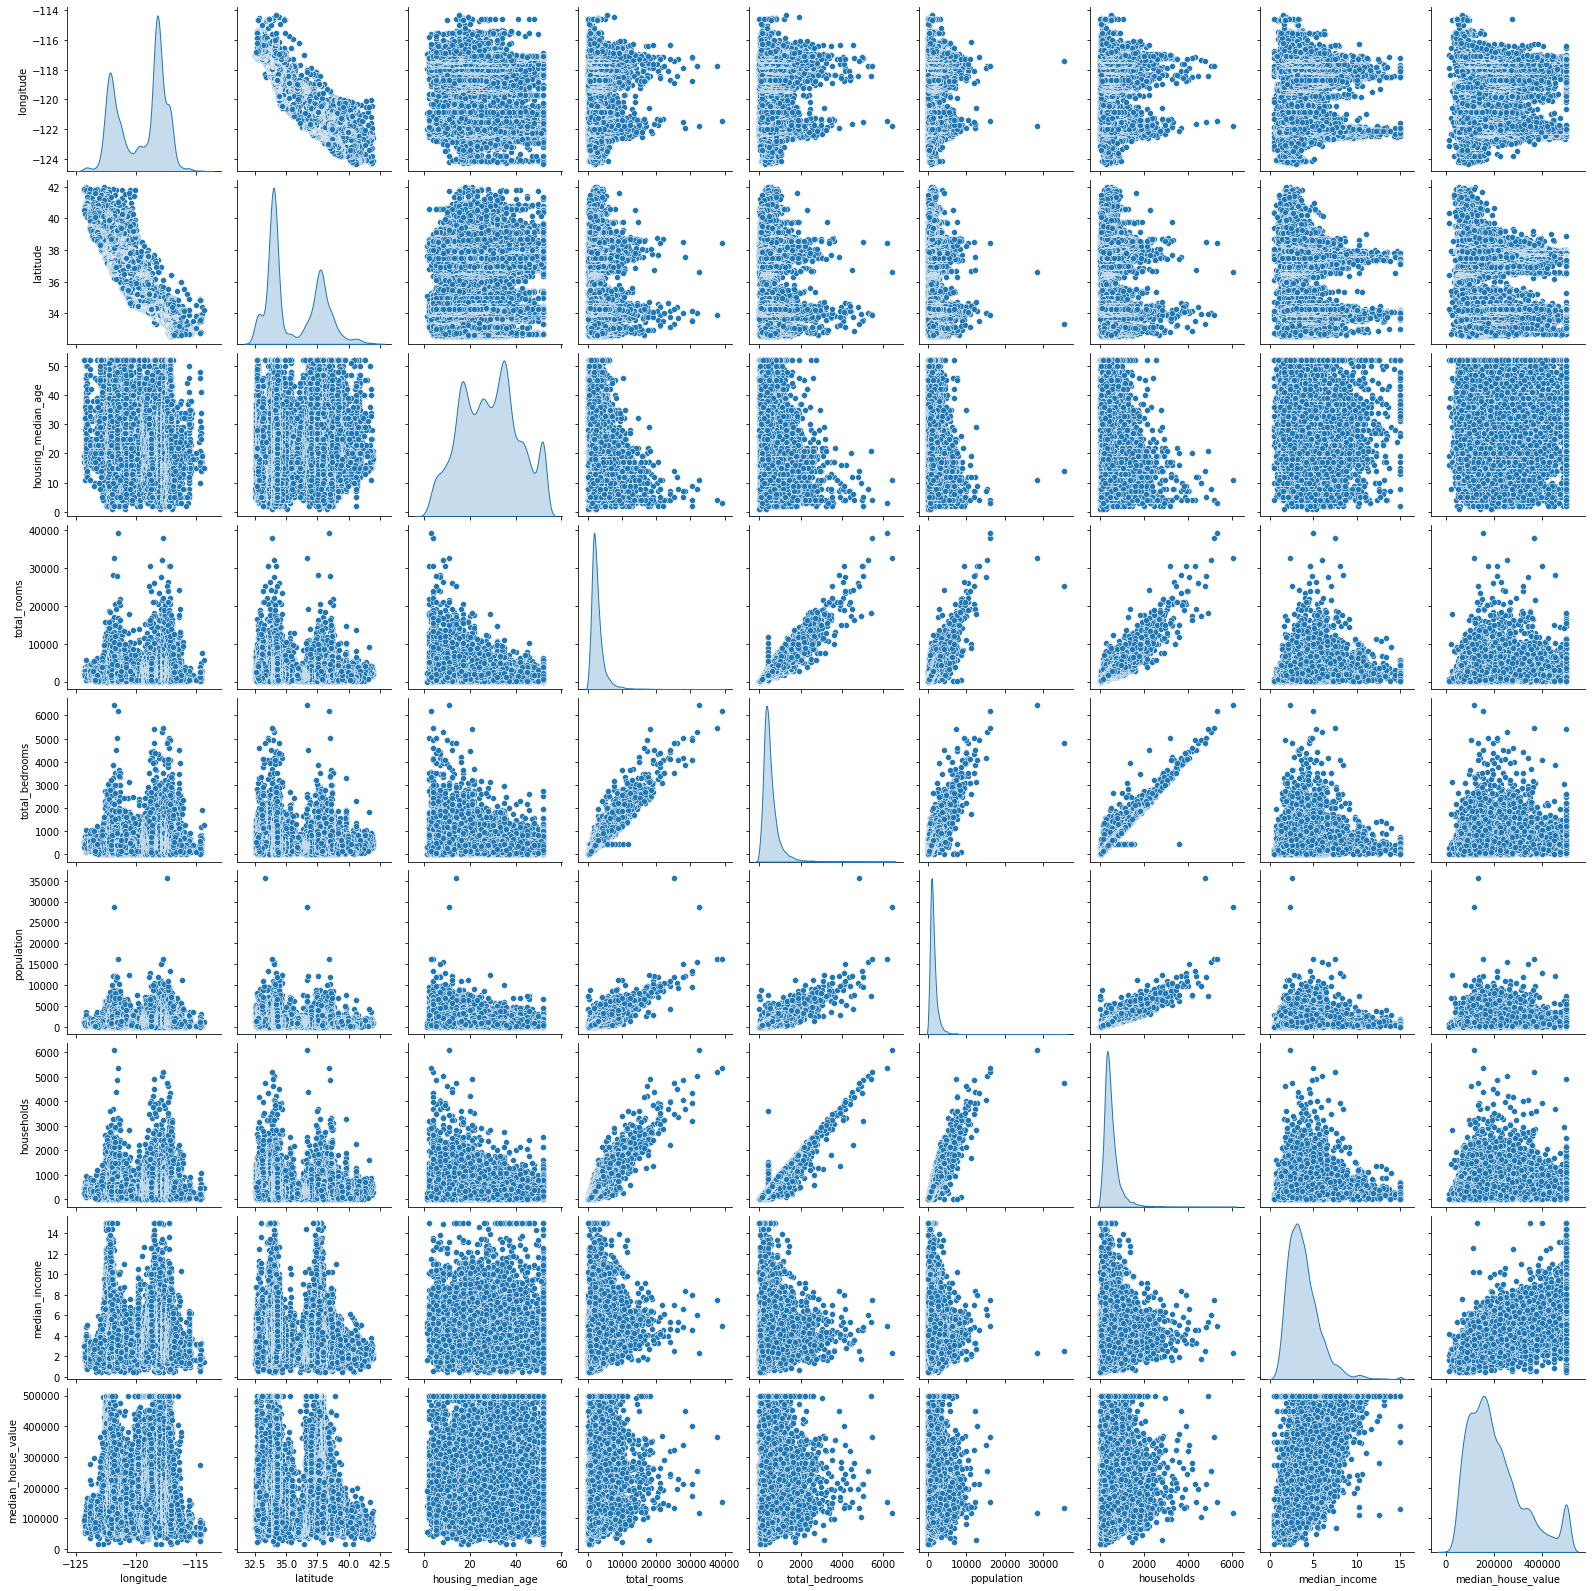 −114
−116
−118
−120
−122
−124
longitude
42
40
38
36
34
latitude
50
40
30
20
10
0
housing_median_age
40000
30000
20000
10000
0
total_rooms
6000
5000
4000
3000
2000
1000
0
total_bedrooms
35000
30000
25000
20000
15000
10000
5000
0
population
6000
5000
4000
3000
2000
1000
0
households
14
12
10
8
6
4
2
0
median_income
500000
400000
300000
200000
100000
0
median_house_value
−125 −120 −115
longitude
32.5 35.0 37.5 40.0 42.5
latitude
0 20 40 60
housing_median_age
0 10000 20000 30000 40000
total_rooms
0 2000 4000 6000
total_bedrooms
0 10000 20000 30000
population
0 2000 4000 6000
households
0 5 10 15
median_income
0 200000 400000
median_house_value